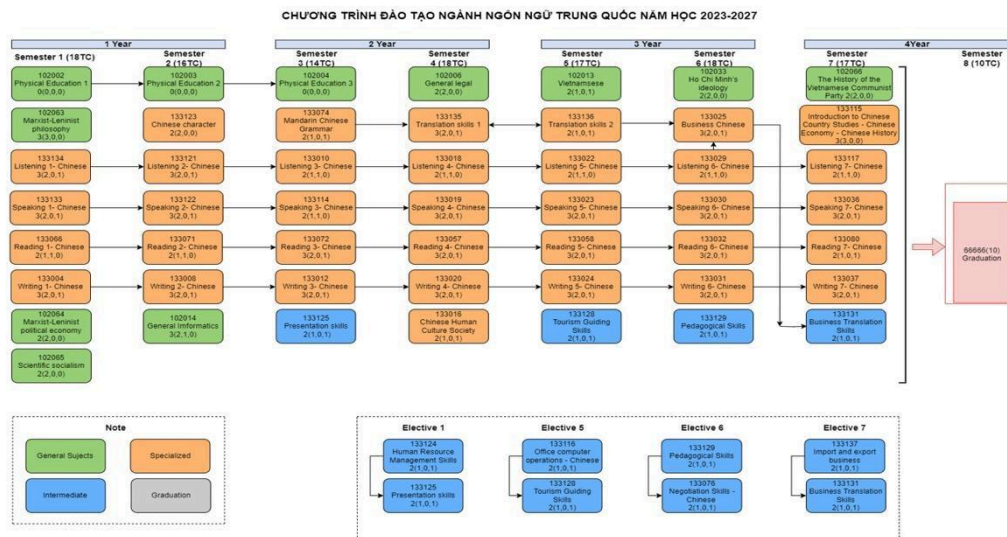 CHƯƠNG TRÌNH ĐÀO TẠO NGÀNH NGÔN NGỮ TRUNG QUỐC NĂM HỌC 2023-2027
1 Year
2 Year
3 Year
4Year
Semester 1 (18TC)
Semester
2 (16TC)
Semester
3 (14TC)
Semester
4 (18TC)
Semester
5 (17TC)
Semester
6 (18TC)
Semester
7 (17TC)
Semester
8 (10TC)
102002
Physical Education 1
0(0,0,0)
102003
Physical Education 2
0(0,0,0)
102004
Physical Education 3
0(0,0,0)
102006
General legal
2(2,0,0)
102013
Vietnamsese
2(1,0,1)
102033
Ho Chi Minh's
ideology
2(2,0,0)
102066
The History of the
Vietnamese Communist
Party 2(2,0,0)
102063
Marxist-Leninist
philosophy
3(3,0,0)
133123
Chinese character
2(2,0,0)
133074
Mandarin Chinese
Grammar
2(1,0,1)
133135
Translation skills 1
3(2,0,1)
133136
Translation skills 2
2(1,0,1)
133025
Business Chinese
3(2,0,1)
133115
Introduction to Chinese
Country Studies - Chinese
Economy - Chinese History
3(3,0,0)
133134
Listening 1- Chinese
3(2,0,1)
133121
Listening 2- Chinese
3(2,0,1)
133010
Listening 3- Chinese
2(1,1,0)
133018
Listening 4- Chinese
2(1,1,0)
133022
Listening 5- Chinese
2(1,1,0)
133029
Listening 6- Chinese
2(1,1,0)
133117
Listening 7- Chinese
2(1,1,0)
133133
Speaking 1- Chinese
3(2,0,1)
133122
Speaking 2- Chinese
3(2,0,1)
133114
Speaking 3- Chinese
2(1,1,0)
133019
Speaking 4- Chinese
3(2,0,1)
133023
Speaking 5- Chinese
3(2,0,1)
133030
Speaking 6- Chinese
3(2,0,1)
133036
Speaking 7- Chinese
3(2,0,1)
133066
Reading 1- Chinese
2(1,1,0)
133071
Reading 2- Chinese
2(1,1,0)
133072
Reading 3- Chinese
3(2,0,1)
133057
Reading 4- Chinese
3(2,0,1)
133058
Reading 5- Chinese
3(2,0,1)
133032
Reading 6- Chinese
3(2,0,1)
133080
Reading 7- Chinese
2(1,0,1)
133004
Writing 1- Chinese
3(2,0,1)
133008
Writing 2- Chinese
3(2,0,1)
133012
Writing 3- Chinese
3(2,0,1)
133020
Writing 4- Chinese
3(2,0,1)
133024
Writing 5- Chinese
3(2,0,1)
133031
Writing 6- Chinese
3(2,0,1)
133037
Writing 7- Chinese
3(2,0,1)
102064
Marxist-Leninist
political economy
2(2,0,0)
102014
General Imformatics
3(2,1,0)
133125
Presentation skills
2(1,0,1)
133016
Chinese Human
Culture Society
2(1,0,1)
133128
Tourism Guiding
Skills
2(1,0,1)
133129
Pedagogical Skills
2(1,0,1)
133131
Business Translation
Skills
2(1,0,1)
102065
Scientific socialism
2(2,0,0)
66666(10)
Graduation
Note
General Sujects
Specialized
Intermediate
Graduation
Elective 1
Elective 5
Elective 6
Elective 7
133124
Human Resource
Management Skills
2(1,0,1)
133116
Office computer
operations - Chinese
2(1,0,1)
133129
Pedagogical Skills
2(1,0,1)
133137
Import and export
business
2(1,0,1)
133125
Presentation skills
2(1,0,1)
133128
Tourism Guiding
Skills
2(1,0,1)
133076
Negotiation Skills -
Chinese
2(1,0,1)
133131
Business Translation
Skills
2(1,0,1)